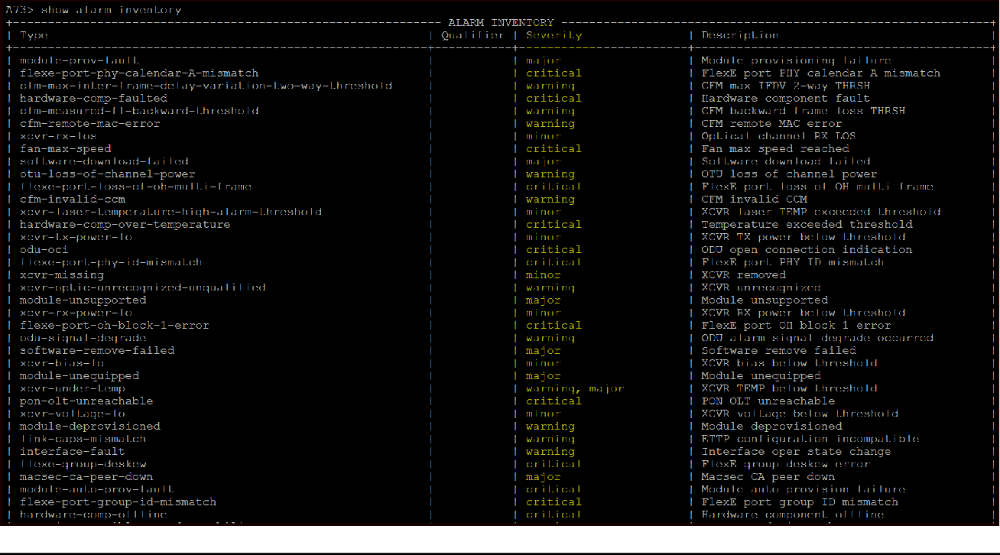 A73> show alarm inventory
+------------------------------------------------------------- ALARM INVENTORY -------------------------------------------------------------+
| Type | Qualifier | Severity | Description |
+------------------------------------------------------------+-----------+------------------------+------------------------------------------+
| module-prov-fault | | major | Module provisioning failure |
| flexe-port-phy-calendar-A-mismatch | | critical | FlexE port PHY calendar A mismatch |
| cfm-max-inter-frame-delay-variation-two-way-threshold | | warning | CFM max IFDV 2-way THRSH |
| hardware-comp-faulted | | critical | Hardware component fault |
| cfm-measured-fl-backward-threshold | | warning | CFM backward frame loss THRSH |
| cfm-remote-mac-error | | warning | CFM remote MAC error |
| xcvr-rx-los | | minor | Optical channel RX LOS |
| fan-max-speed | | critical | Fan max speed reached |
| software-download-failed | | major | Software download failed |
| otu-loss-of-channel-power | | warning | OTU loss of channel power |
| flexe-port-loss-of-oh-multi-frame | | critical | FlexE port loss of OH multi frame |
| cfm-invalid-ccm | | warning | CFM invalid CCM |
| xcvr-laser-temperature-high-alarm-threshold | | minor | XCVR laser TEMP exceeded threshold |
| hardware-comp-over-temperature | | critical | Temperature exceeded threshold |
| xcvr-tx-power-lo | | minor | XCVR TX power below threshold |
| odu-oci | | critical | ODU open connection indication |
| flexe-port-phy-id-mismatch | | critical | FlexE port PHY ID mismatch |
| xcvr-missing | | minor | XCVR removed |
| xcvr-optic-unrecognized-unqualified | | warning | XCVR unrecognized |
| module-unsupported | | major | Module unsupported |
| xcvr-rx-power-lo | | minor | XCVR RX power below threshold |
| flexe-port-oh-block-1-error | | critical | FlexE port OH block 1 error |
| odu-signal-degrade | | warning | ODU alarm signal degrade occurred |
| software-remove-failed | | major | Software remove failed |
| xcvr-bias-lo | | minor | XCVR bias below threshold |
| module-unequipped | | major | Module unequipped |
| xcvr-under-temp | | warning, major | XCVR TEMP below threshold |
| pon-olt-unreachable | | critical | PON OLT unreachable |
| xcvr-voltage-lo | | minor | XCVR voltage below threshold |
| module-deprovisioned | | warning | Module deprovisioned |
| link-caps-mismatch | | warning | ETTP configuration incompatible |
| interface-fault | | warning | Interface oper state change |
| flexe-group-deskew | | critical | FlexE group deskew error |
| macsec-ca-peer-down | | major | Macsec CA peer down |
| module-auto-prov-fault | | critical | Module auto provision failure |
| flexe-port-group-id-mismatch | | critical | FlexE port group ID mismatch |
| hardware-comp-offline | | critical | Hardware component offline |